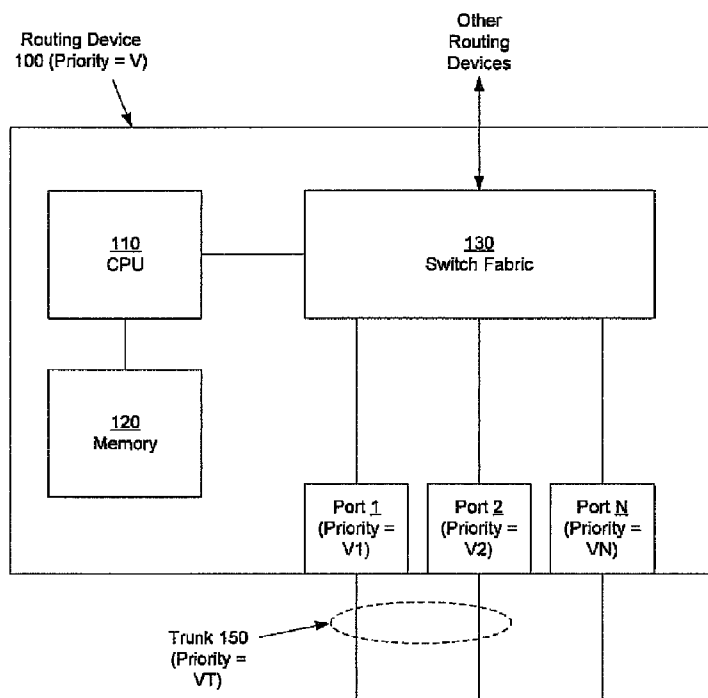 Routing Device
100 (Priority = V)
Other
Routing
Devices
110
CPU
130
Switch Fabric
120
Memory
Port 1
(Priority =
V1)
Port 2
(Priority =
V2)
Port N
(Priority =
VN)
Trunk 150
(Priority =
VT)